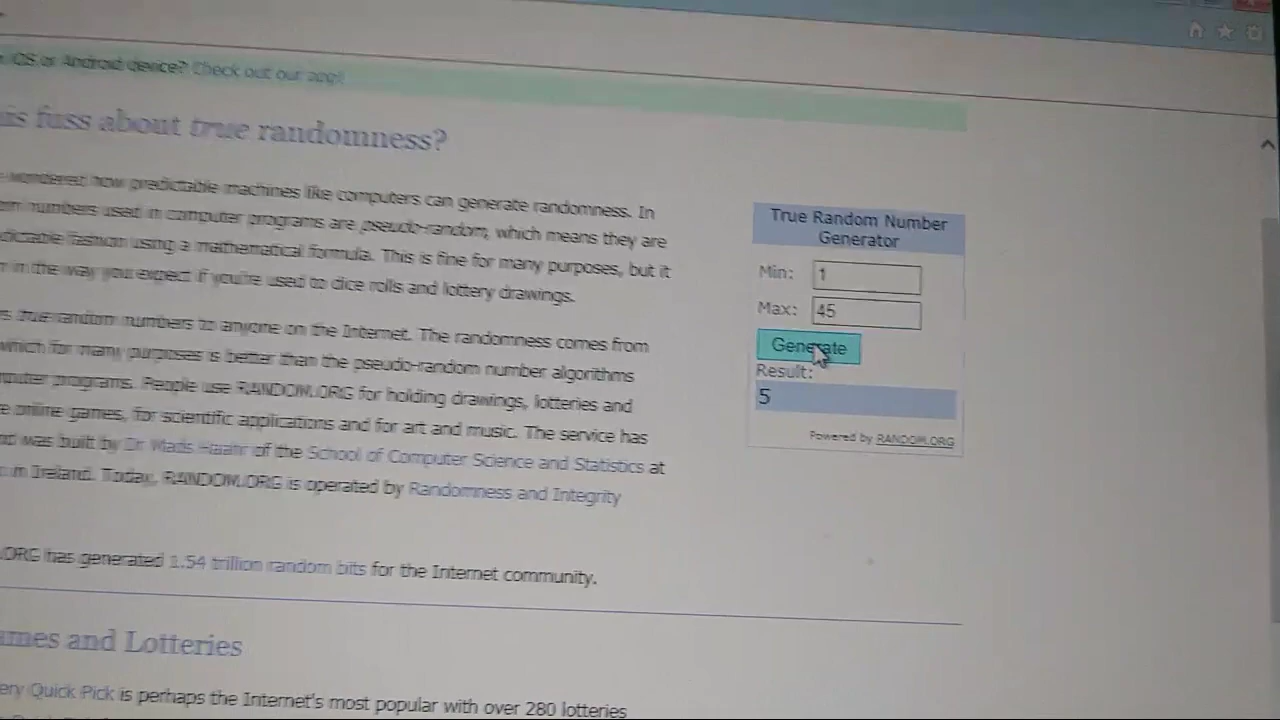 OS or Android device? Check out our app!
is fuss about true randomness?
wondered how predictable machines like computers can generate randomness. In
numbers used in computer programs are pseudo-random, which means they are
fashion using a mathematical formula. This is fine for many purposes, but it
in the way you expect if you're used to dice rolls and lottery drawings.
true random numbers to anyone on the Internet. The randomness comes from
which for many purposes is better than the pseudo-random number algorithms
programs. People use RANDOM.ORG for holding drawings, lotteries and
online games, for scientific applications and for art and music. The service has
was built by Dr Mads Haahr of the School of Computer Science and Statistics at
in Ireland. Today, RANDOM.ORG is operated by Randomness and Integrity
.ORG has generated 1.54 trillion random bits for the Internet community.
ames and Lotteries
ery Quick Pick is perhaps the Internet's most popular with over 280 lotteries
True Random Number
Generator
Min: 1
Max: 45
Generate
Result:
5
Powered by RANDOM.ORG